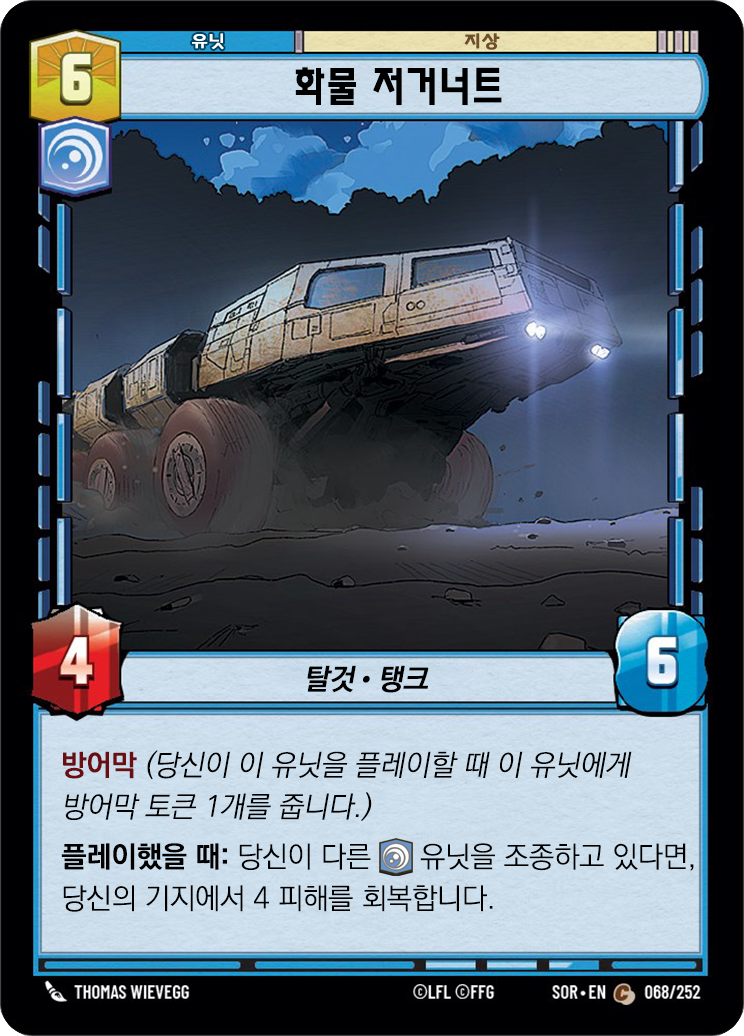 유닛
지상
6
화물 저거너트
4
탈것 • 탱크
6
방어막 (당신이 이 유닛을 플레이할 때 이 유닛에게
방어막 토큰 1개를 줍니다.)
플레이했을 때: 당신이 다른 유닛을 조종하고 있다면,
당신의 기지에서 4 피해를 회복합니다.
THOMAS WIEVEGG
©LFL ©FFG
SOR • EN C 068/252